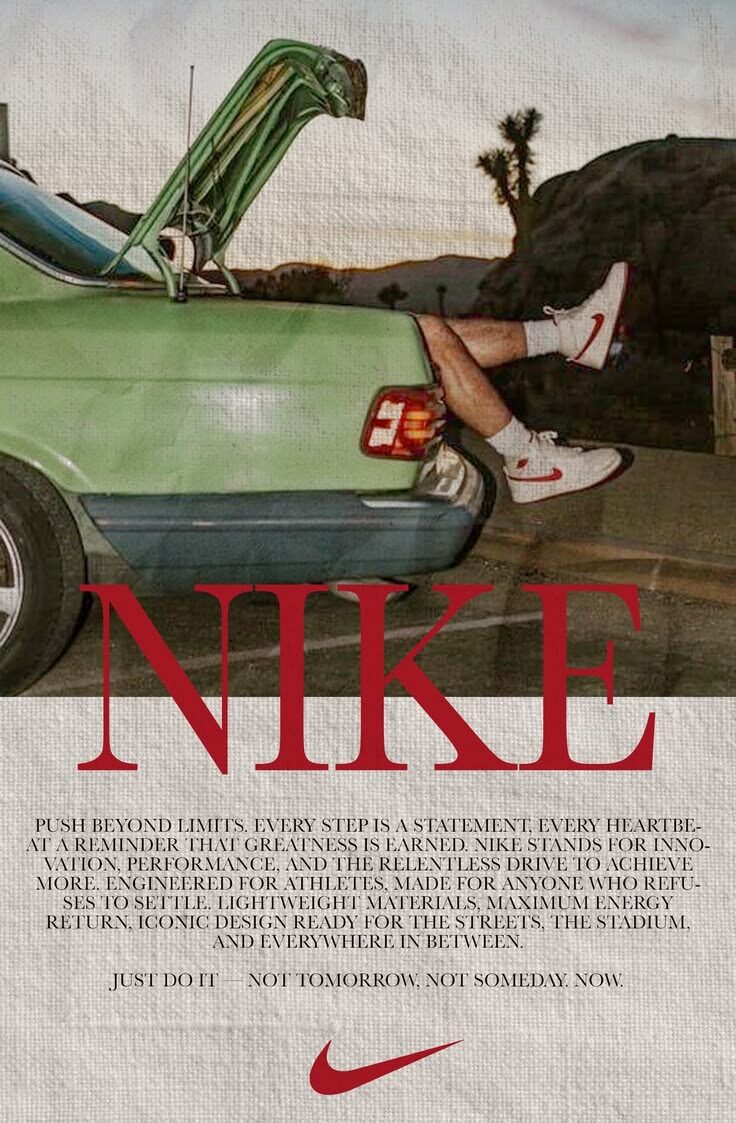 NIKE
PUSH BEYOND LIMITS. EVERY STEP IS A STATEMENT, EVERY HEARTBE-
AT A REMINDER THAT GREATNESS IS EARNED. NIKE STANDS FOR INNO-
VATION, PERFORMANCE, AND THE RELENTLESS DRIVE TO ACHIEVE
MORE. ENGINEERED FOR ATHLETES, MADE FOR ANYONE WHO REFU-
SES TO SETTLE. LIGHTWEIGHT MATERIALS, MAXIMUM ENERGY
RETURN, ICONIC DESIGN READY FOR THE STREETS, THE STADIUM,
AND EVERYWHERE IN BETWEEN.
JUST DO IT — NOT TOMORROW, NOT SOMEDAY. NOW.